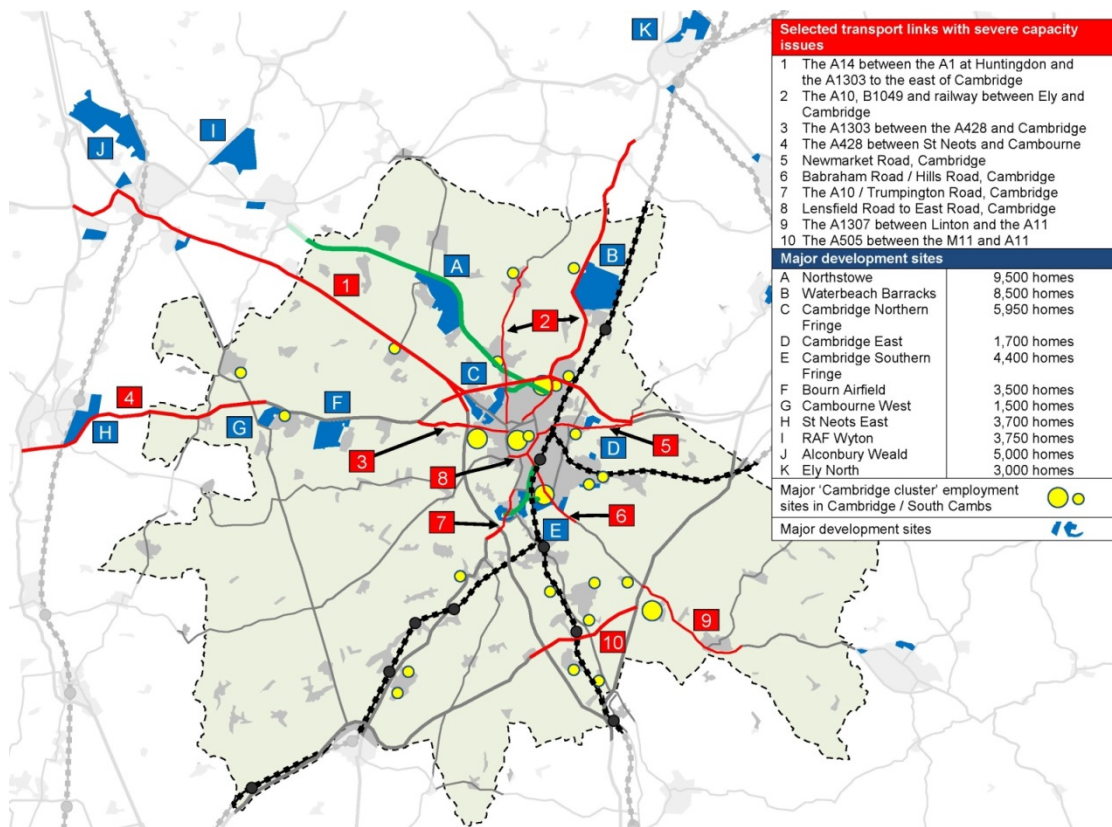 K
I
J
A
B
1
2
C
4
F
H
G
3
5
D
8
7
6
E
9
10
Selected transport links with severe capacity
issues
1 The A14 between the A1 at Huntingdon and
the A1303 to the east of Cambridge
2 The A10, B1049 and railway between Ely and
Cambridge
3 The A1303 between the A428 and Cambridge
4 The A428 between St Neots and Cambourne
5 Newmarket Road, Cambridge
6 Babraham Road / Hills Road, Cambridge
7 The A10 / Trumpington Road, Cambridge
8 Lensfield Road to East Road, Cambridge
9 The A1307 between Linton and the A11
10 The A505 between the M11 and A11
Major development sites
A Northstowe 9,500 homes
B Waterbeach Barracks 8,500 homes
C Cambridge Northern 5,950 homes
Fringe
D Cambridge East 1,700 homes
E Cambridge Southern 4,400 homes
Fringe
F Bourn Airfield 3,500 homes
G Cambourne West 1,500 homes
H St Neots East 3,700 homes
I RAF Wyton 3,750 homes
J Alconbury Weald 5,000 homes
K Ely North 3,000 homes
Major 'Cambridge cluster' employment
sites in Cambridge / South Cambs
Major development sites